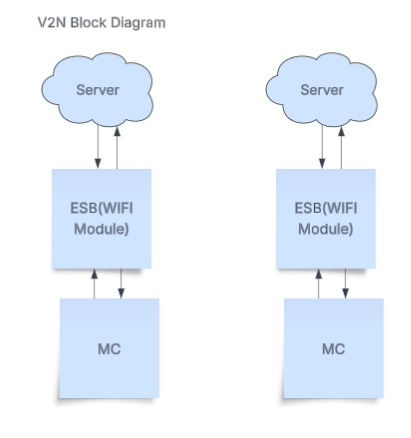 V2N Block Diagram
Server
Server
ESB(WIFI
Module)
ESB(WIFI
Module)
MC
MC